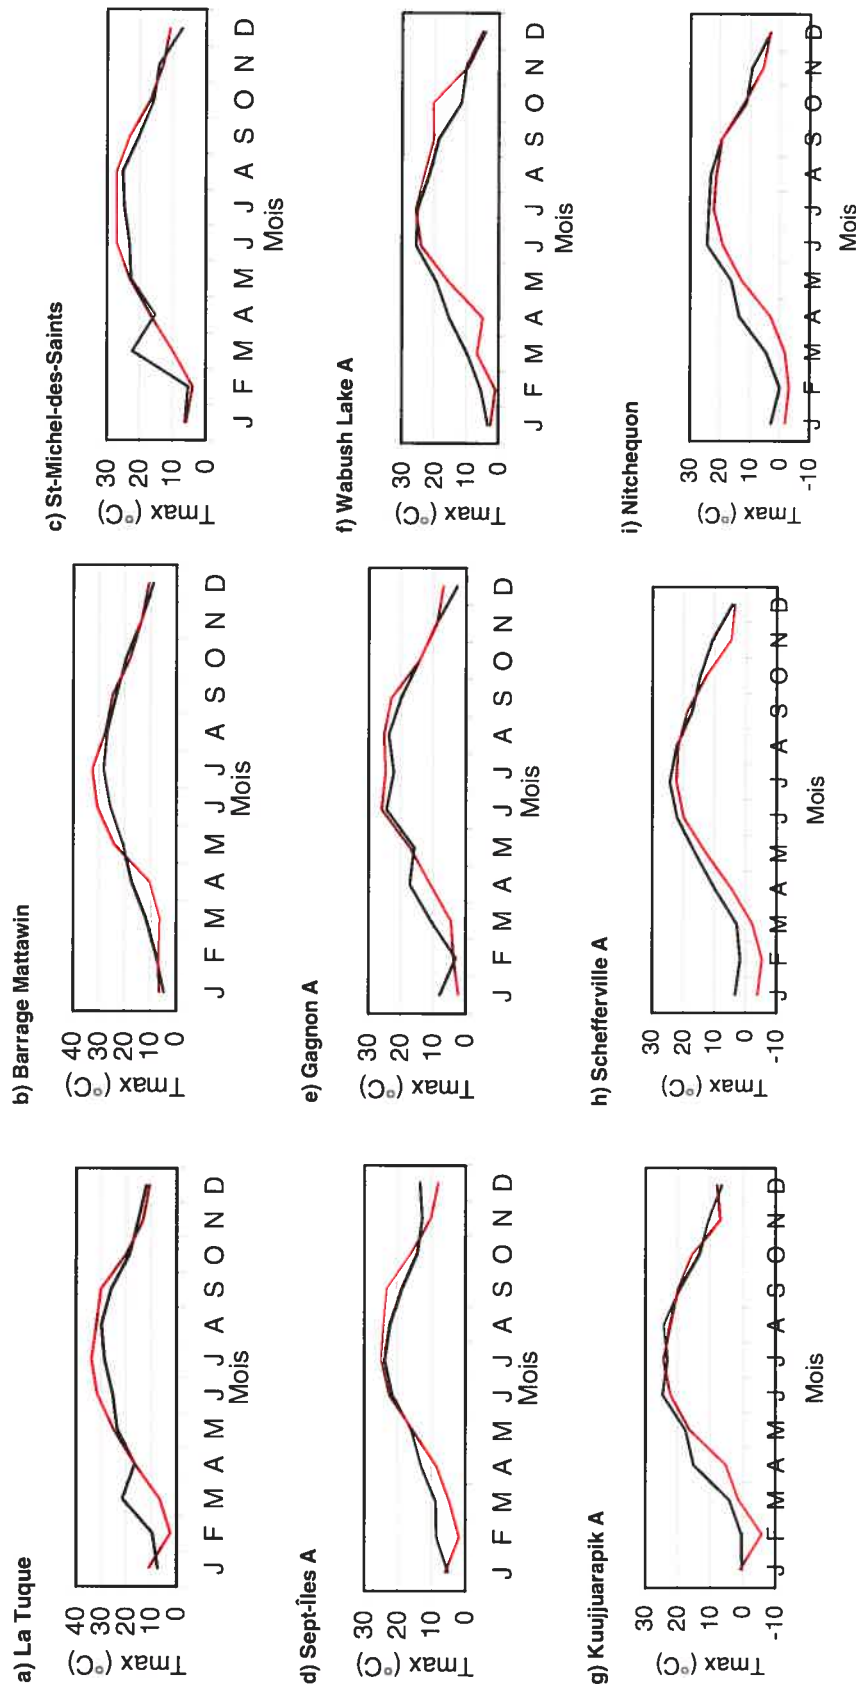 a) La Tuque
Tmax (°C)
40
30
20
10
0
J F M A M J J A S O N D
Mois
b) Barrage Mattawin
Tmax (°C)
40
30
20
10
0
J F M A M J J A S O N D
Mois
c) St-Michel-des-Saints
Tmax (°C)
30
20
10
0
J F M A M J J A S O N D
Mois
d) Sept-Îles A
Tmax (°C)
30
20
10
0
J F M A M J J A S O N D
Mois
e) Gagnon A
Tmax (°C)
30
20
10
0
J F M A M J J A S O N D
Mois
f) Wabush Lake A
Tmax (°C)
30
20
10
0
J F M A M J J A S O N D
Mois
g) Kuujjuarapik A
Tmax (°C)
30
20
10
0
-10
J F M A M J J A S O N D
Mois
h) Schefferville A
Tmax (°C)
30
20
10
0
-10
J F M A M J J A S O N D
Mois
i) Nitchequon
Tmax (°C)
30
20
10
0
-10
J F M A M J J A S O N D
Mois